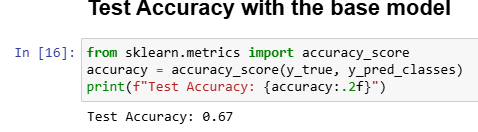 Test Accuracy with the base model
In [16]: from sklearn.metrics import accuracy_score
accuracy = accuracy_score(y_true, y_pred_classes)
print(f"Test Accuracy: {accuracy:.2f}")
Test Accuracy: 0.67